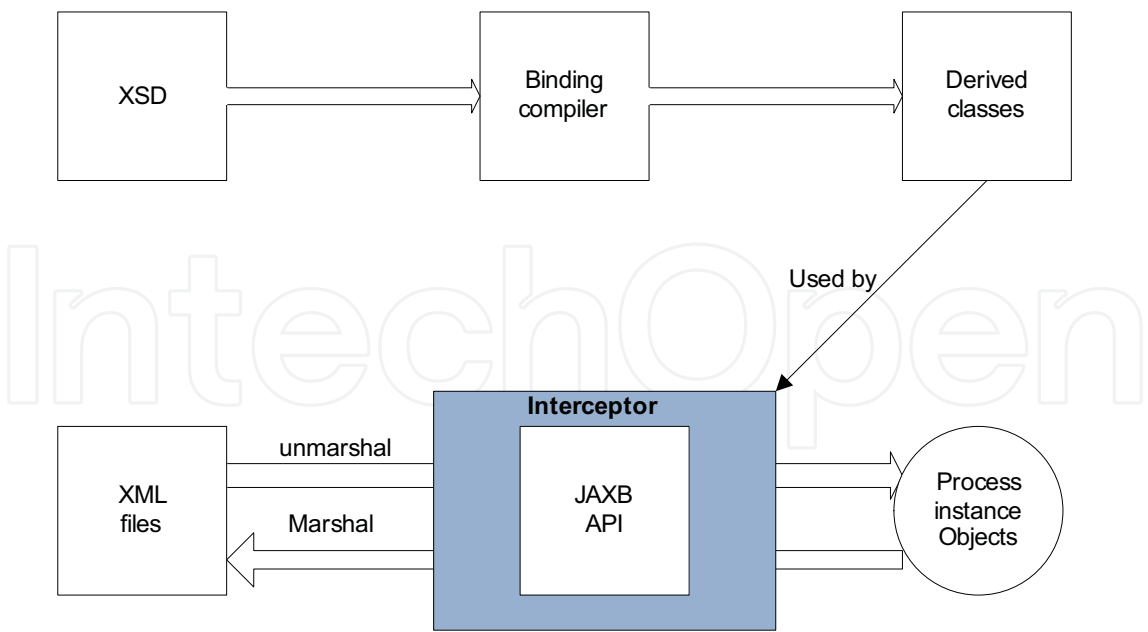 XSD
Binding
compiler
Derived
classes
Used by
IntechOpen
Interceptor
unmarshal
XML
files
Marshal
JAXB
API
Process
instance
Objects